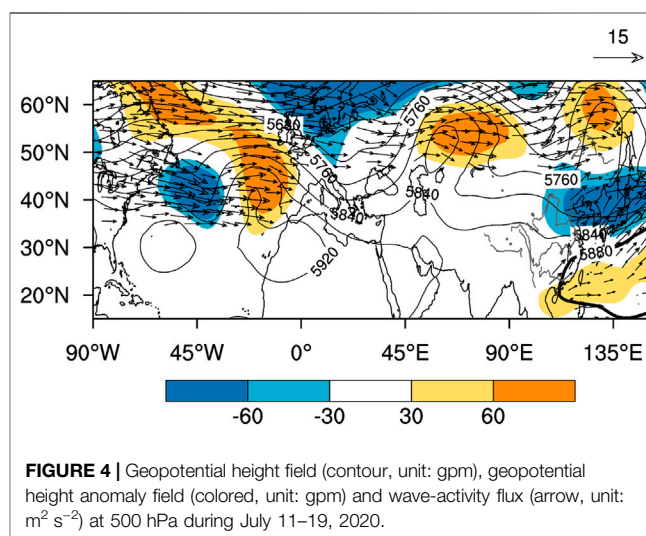 15
60°N
50°N
40°N
30°N
20°N
5640
5760
5760
5760
5840
5840
5840
5880
5920
90°W 45°W 0° 45°E 90°E 135°E
-60 -30 30 60
FIGURE 4 | Geopotential height field (contour, unit: gpm), geopotential
height anomaly field (colored, unit: gpm) and wave-activity flux (arrow, unit:
m² s⁻²) at 500 hPa during July 11–19, 2020.